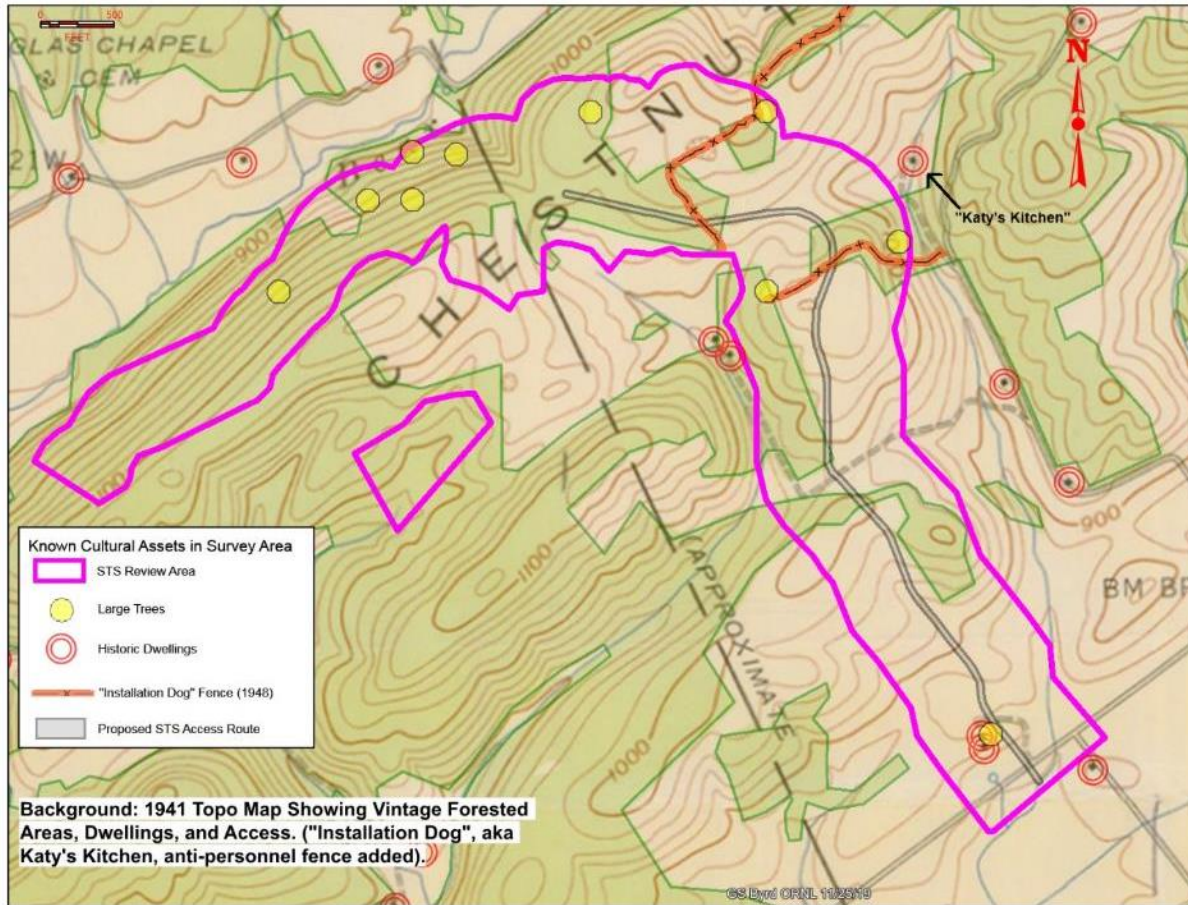 0 500
FEET
GLAS CHAPEL
CEM
21W
1000
CHESTNUT
N
"Katy's Kitchen"
900
1000
900
1100
BM BR
(APPROXIMATE
1000
Known Cultural Assets in Survey Area
STS Review Area
Large Trees
Historic Dwellings
"Installation Dog" Fence (1948)
Proposed STS Access Route
Background: 1941 Topo Map Showing Vintage Forested
Areas, Dwellings, and Access. ("Installation Dog", aka
Katy's Kitchen, anti-personnel fence added).
GS Byrd ORNL 11/25/19